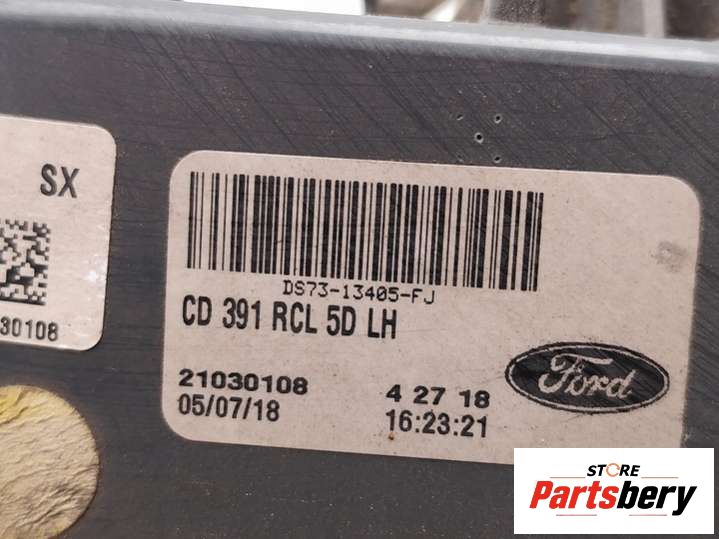 SX
30108
DS73-13405-FJ
CD 391 RCL 5D LH
21030108 4 27 18
05/07/18 16:23:21
Ford
STORE
Partsbery